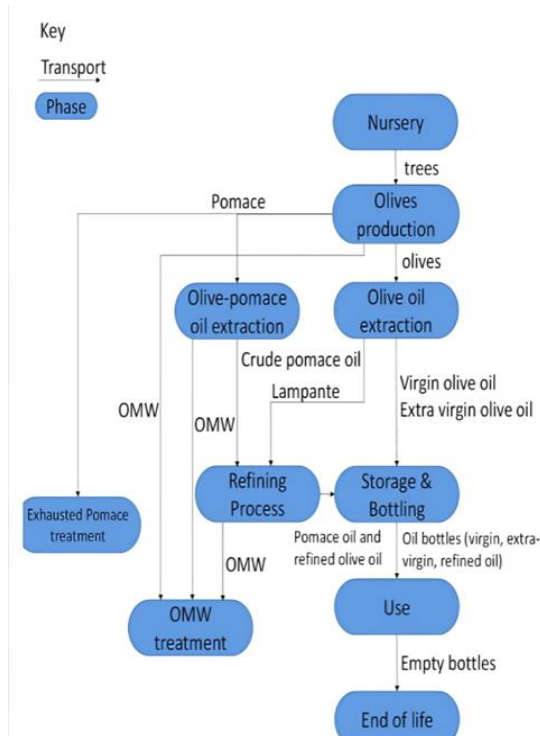 Key
Transport
Phase
Nursery
trees
Pomace
Olives
production
olives
Olive-pomace
oil extraction
Olive oil
extraction
Crude pomace oil
Lampante
Virgin olive oil
Extra virgin olive oil
OMW
OMW
Refining
Process
Storage &
Bottling
Exhausted Pomace
treatment
Pomace oil and
refined olive oil
Oil bottles (virgin, extra-
virgin, refined oil)
OMW
OMW
treatment
Use
Empty bottles
End of life